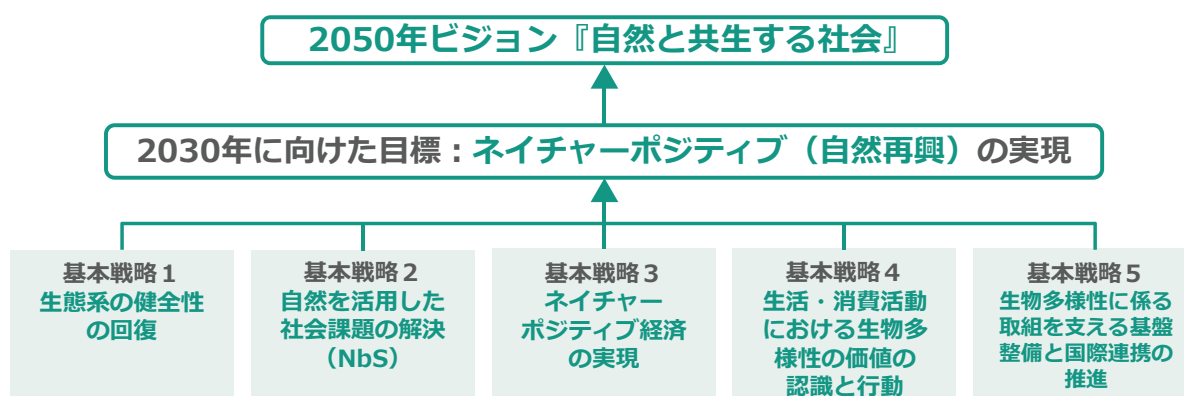 2050年ビジョン『自然と共生する社会』
2030年に向けた目標：ネイチャーポジティブ（自然再興）の実現
基本戦略１
生態系の健全性
の回復
基本戦略２
自然を活用した
社会課題の解決
（NbS）
基本戦略３
ネイチャー
ポジティブ経済
の実現
基本戦略４
生活・消費活動
における生物多
様性の価値の
認識と行動
基本戦略５
生物多様性に係る
取組を支える基盤
整備と国際連携の
推進